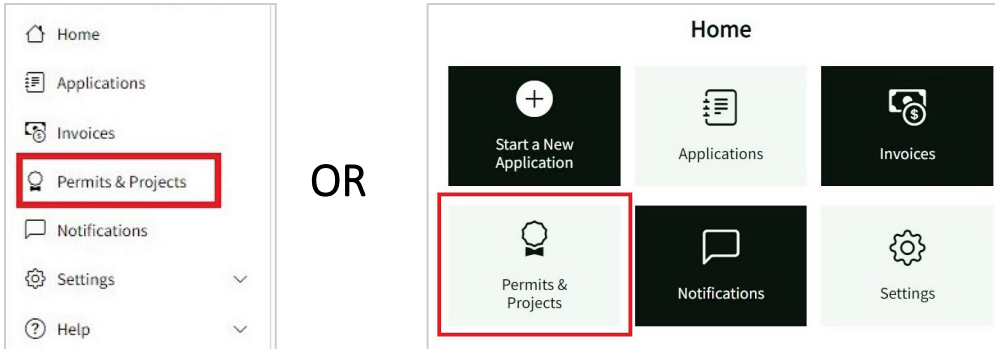 Home
Applications
Invoices
Permits & Projects
Notifications
Settings
Help
OR
Home
Start a New
Application
Applications
Invoices
Permits &
Projects
Notifications
Settings